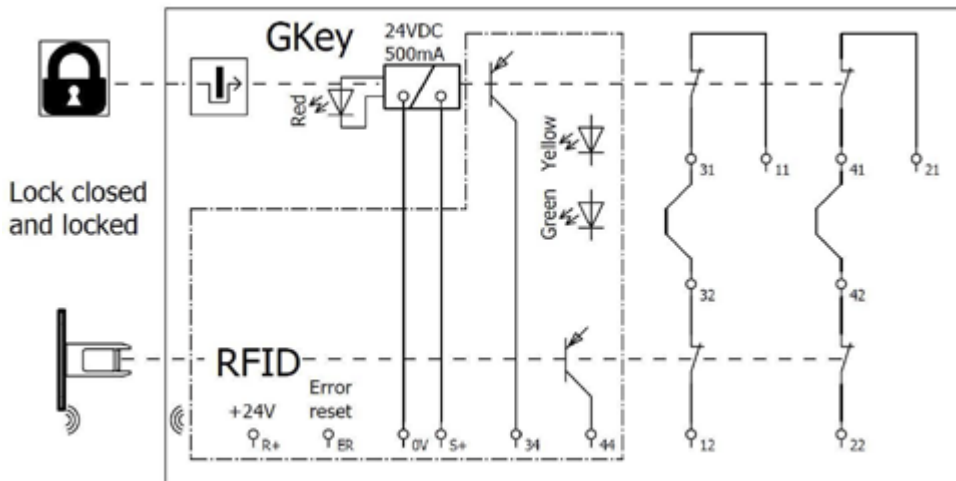 GKey
24VDC
500mA
Red
Yellow
Green
31
11
41
21
Lock closed
and locked
32
42
RFID
Error
reset
+24V
R+
ER
0V
S+
34
44
12
22